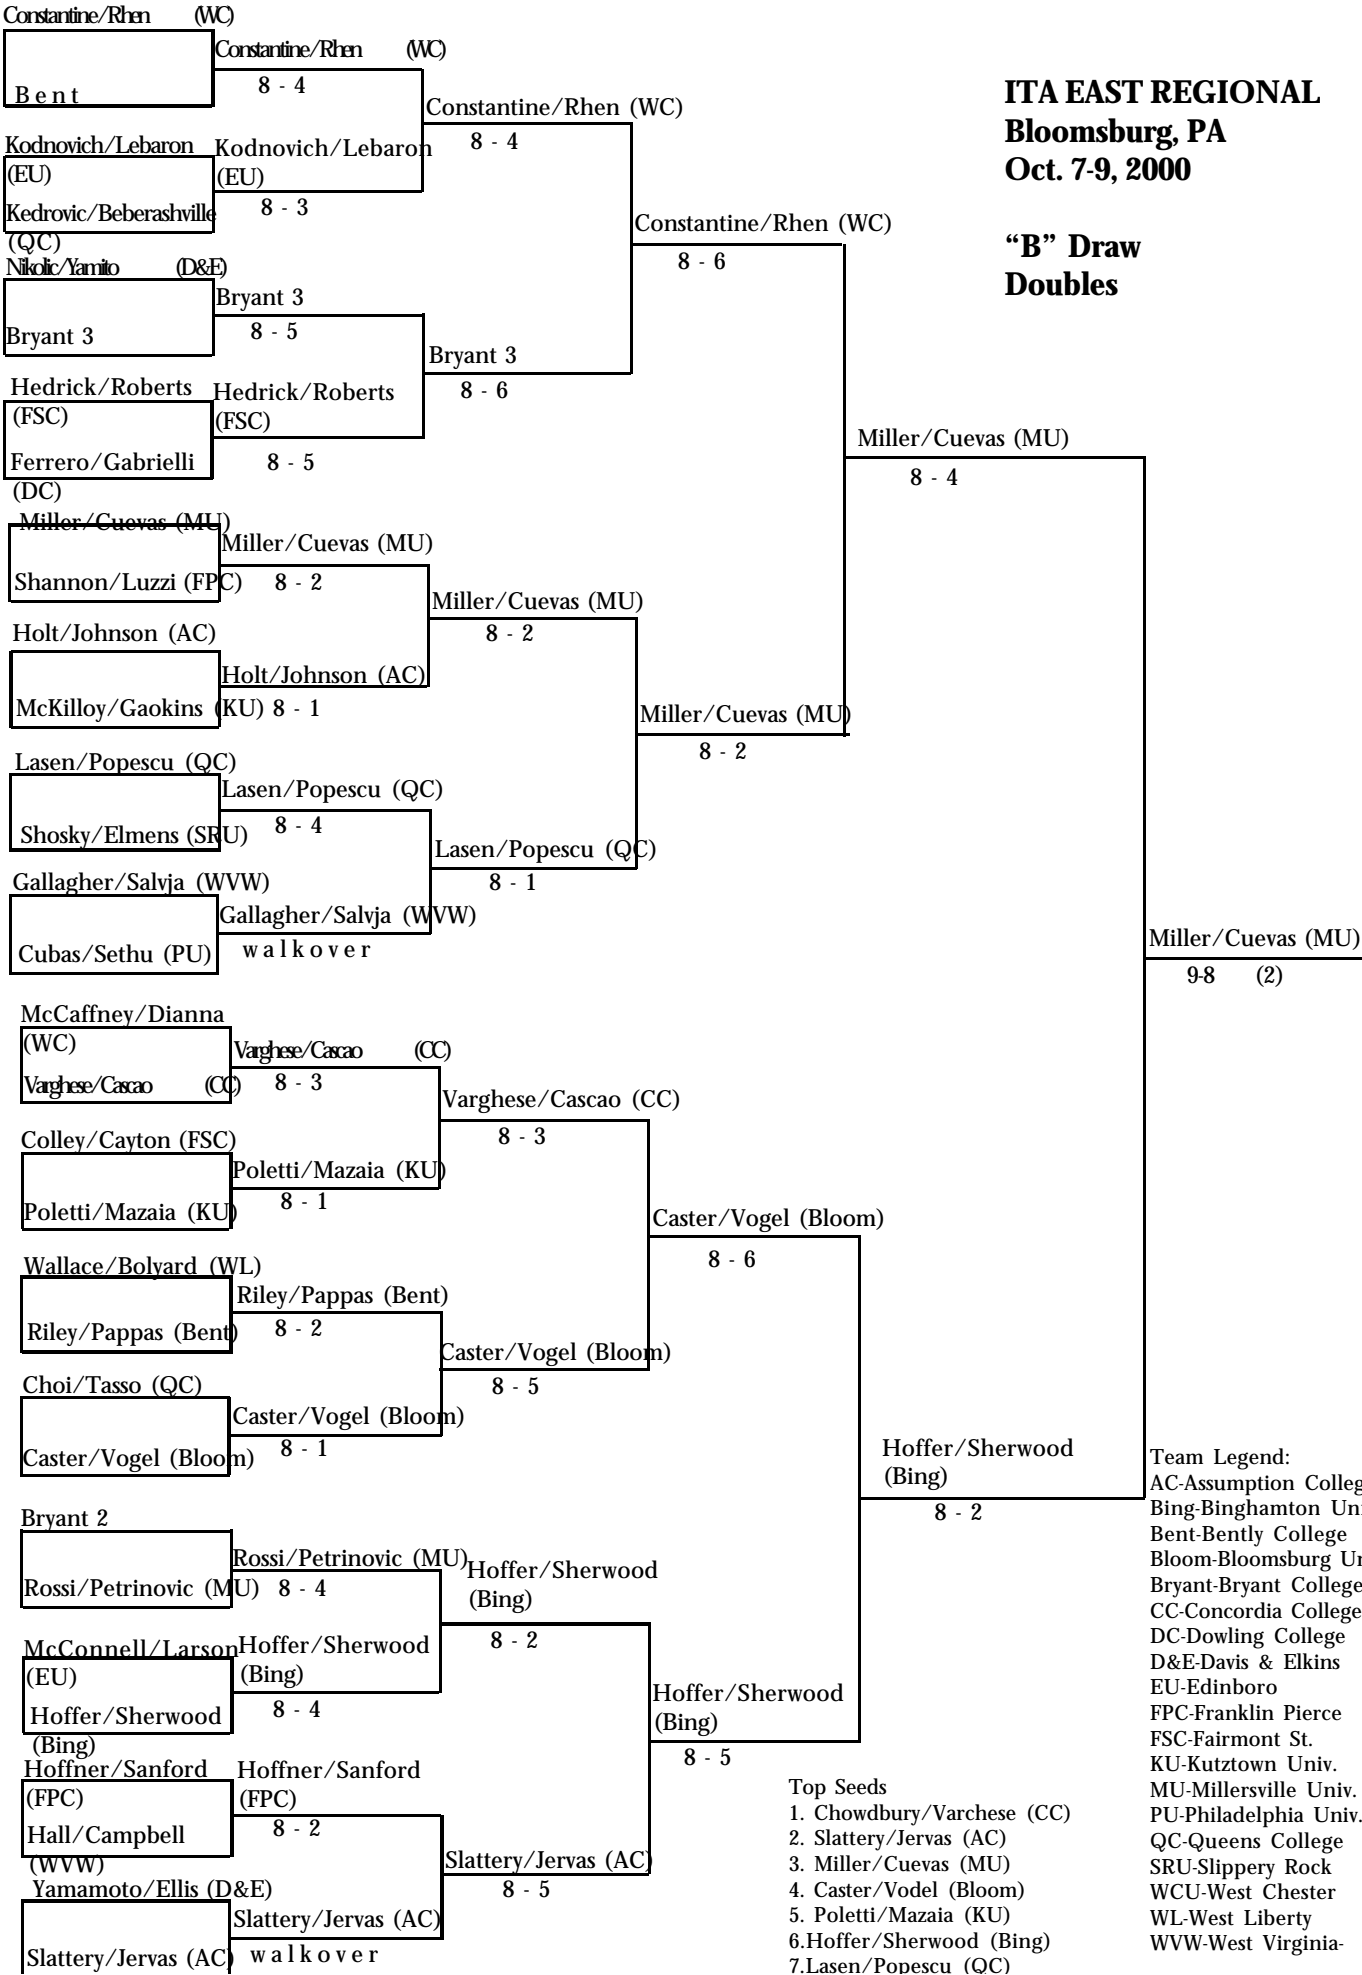 Constantine/Rhen (WC)
Bent
Kodnovich/Lebaron
(EU)
Kedrovic/Beberashville
(QC)
Nikolic/Yamito (D&E)
Bryant 3
Hedrick/Roberts
(FSC)
Ferrero/Gabrielli
(DC)
Miller/Cuevas (MU)
Shannon/Luzzi (FPC)
Holt/Johnson (AC)
McKilloy/Gaokins (KU)
Lasen/Popescu (QC)
Shosky/Elmens (SRU)
Gallagher/Salvja (WVW)
Cubas/Sethu (PU)
McCaffney/Dianna
(WC)
Varghese/Cascao (CC)
Colley/Cayton (FSC)
Poletti/Mazaia (KU)
Wallace/Bolyard (WL)
Riley/Pappas (Bent)
Choi/Tasso (QC)
Caster/Vogel (Bloom)
Bryant 2
Rossi/Petrinovic (MU)
McConnell/Larson
(EU)
Hoffer/Sherwood
(Bing)
Hoffner/Sanford
(FPC)
Hall/Campbell
(WVW)
Yamamoto/Ellis (D&E)
Slattery/Jervas (AC)
Constantine/Rhen (WC)
8 - 4
Kodnovich/Lebaron
(EU)
8 - 3
Bryant 3
8 - 5
Hedrick/Roberts
(FSC)
8 - 5
Miller/Cuevas (MU)
8 - 2
Holt/Johnson (AC)
8 - 1
Lasen/Popescu (QC)
8 - 4
Gallagher/Salvja (WVW)
walkover
Varghese/Cascao (CC)
8 - 3
Poletti/Mazaia (KU)
8 - 1
Riley/Pappas (Bent)
8 - 2
Caster/Vogel (Bloom)
8 - 1
Rossi/Petrinovic (MU)
8 - 4
Hoffer/Sherwood
(Bing)
8 - 4
Hoffner/Sanford
(FPC)
8 - 2
Slattery/Jervas (AC)
walkover
Constantine/Rhen (WC)
8 - 4
Bryant 3
8 - 6
Miller/Cuevas (MU)
8 - 2
Lasen/Popescu (QC)
8 - 1
Varghese/Cascao (CC)
8 - 3
Caster/Vogel (Bloom)
8 - 5
Hoffer/Sherwood
(Bing)
8 - 2
Slattery/Jervas (AC)
8 - 5
Constantine/Rhen (WC)
8 - 6
Miller/Cuevas (MU)
8 - 2
Caster/Vogel (Bloom)
8 - 6
Hoffer/Sherwood
(Bing)
8 - 5
Miller/Cuevas (MU)
8 - 4
Hoffer/Sherwood
(Bing)
8 - 2
Miller/Cuevas (MU)
9-8 (2)
ITA EAST REGIONAL
Bloomsburg, PA
Oct. 7-9, 2000
“B” Draw
Doubles
Top Seeds
1. Chowdbury/Varchese (CC)
2. Slattery/Jervas (AC)
3. Miller/Cuevas (MU)
4. Caster/Vodel (Bloom)
5. Poletti/Mazaia (KU)
6.Hoffer/Sherwood (Bing)
7.Lasen/Popescu (QC)
Team Legend:
AC-Assumption
Bing-Binghamton
Bent-Bently College
Bloom-Bloomsburg
Bryant-Bryant College
CC-Concordia College
DC-Dowling College
D&E-Davis & Elkins
EU-Edinboro
FPC-Franklin Pierce
FSC-Fairmont St.
KU-Kutztown Univ.
MU-Millersville Univ.
PU-Philadelphia Univ.
QC-Queens College
SRU-Slippery Rock
WCU-West Chester
WL-West Liberty
WVW-West Virginia-